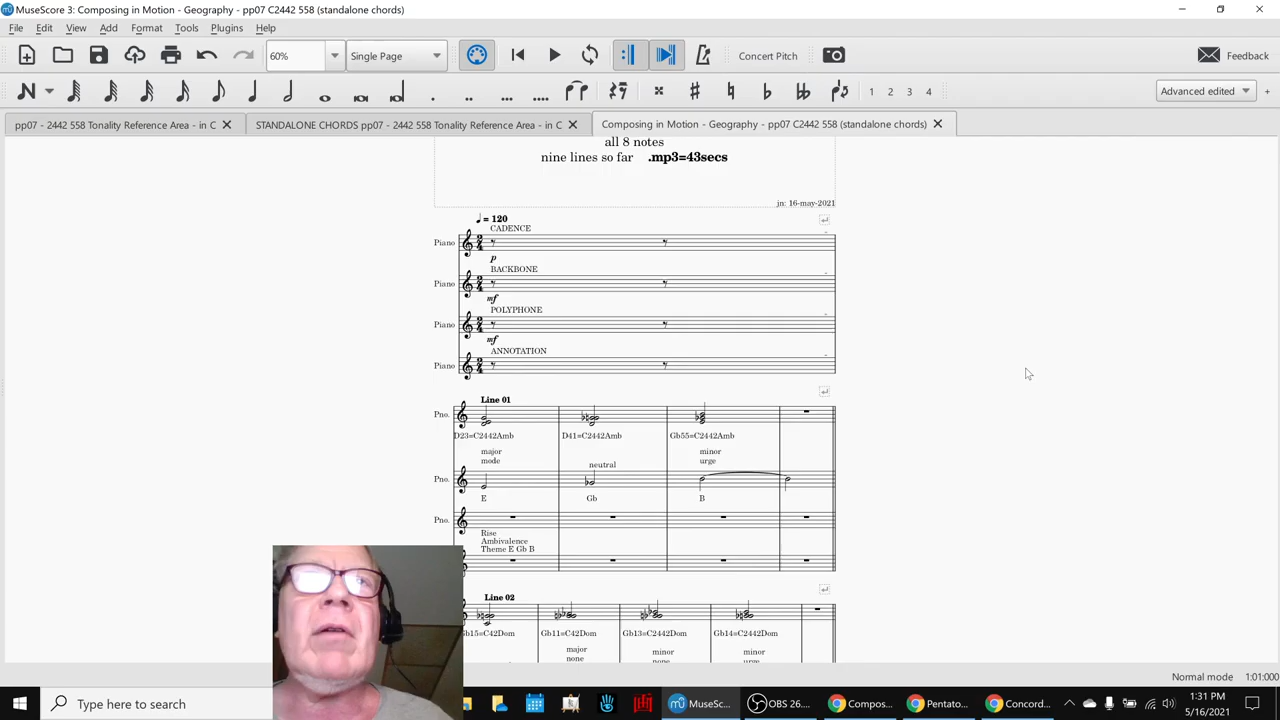 MuseScore 3: Composing in Motion - Geography - pp07 C2442 558 (standalone chords)
File Edit View Add Format Tools Plugins Help
60% Single Page Concert Pitch Feedback
1 2 3 4 Advanced edited +
pp07 - 2442 558 Tonality Reference Area - in C STANDALONE CHORDS pp07 - 2442 558 Tonality Reference Area - in C Composing in Motion - Geography - pp07 C2442 558 (standalone chords)
all 8 notes
nine lines so far .mp3=43secs
jn: 16-may-2021
= 120
CADENCE
Piano
p
BACKBONE
Piano
mf
POLYPHONE
Piano
mf
ANNOTATION
Piano
Line 01
Pno.
D23=C2442Amb D41=C2442Amb Gb55=C2442Amb
major minor
mode urge
neutral
Pno.
E Gb B
Pno.
Rise
Ambivalence
Theme E Gb B
Line 02
Gb15=C42Dom Gb11=C42Dom Gb13=C2442Dom Gb14=C2442Dom
major minor minor
none none urge
Normal mode 1:01:000
Type here to search MuseSc... OBS 26.... Compos... Pentato... Concord... 1:31 PM
5/16/2021